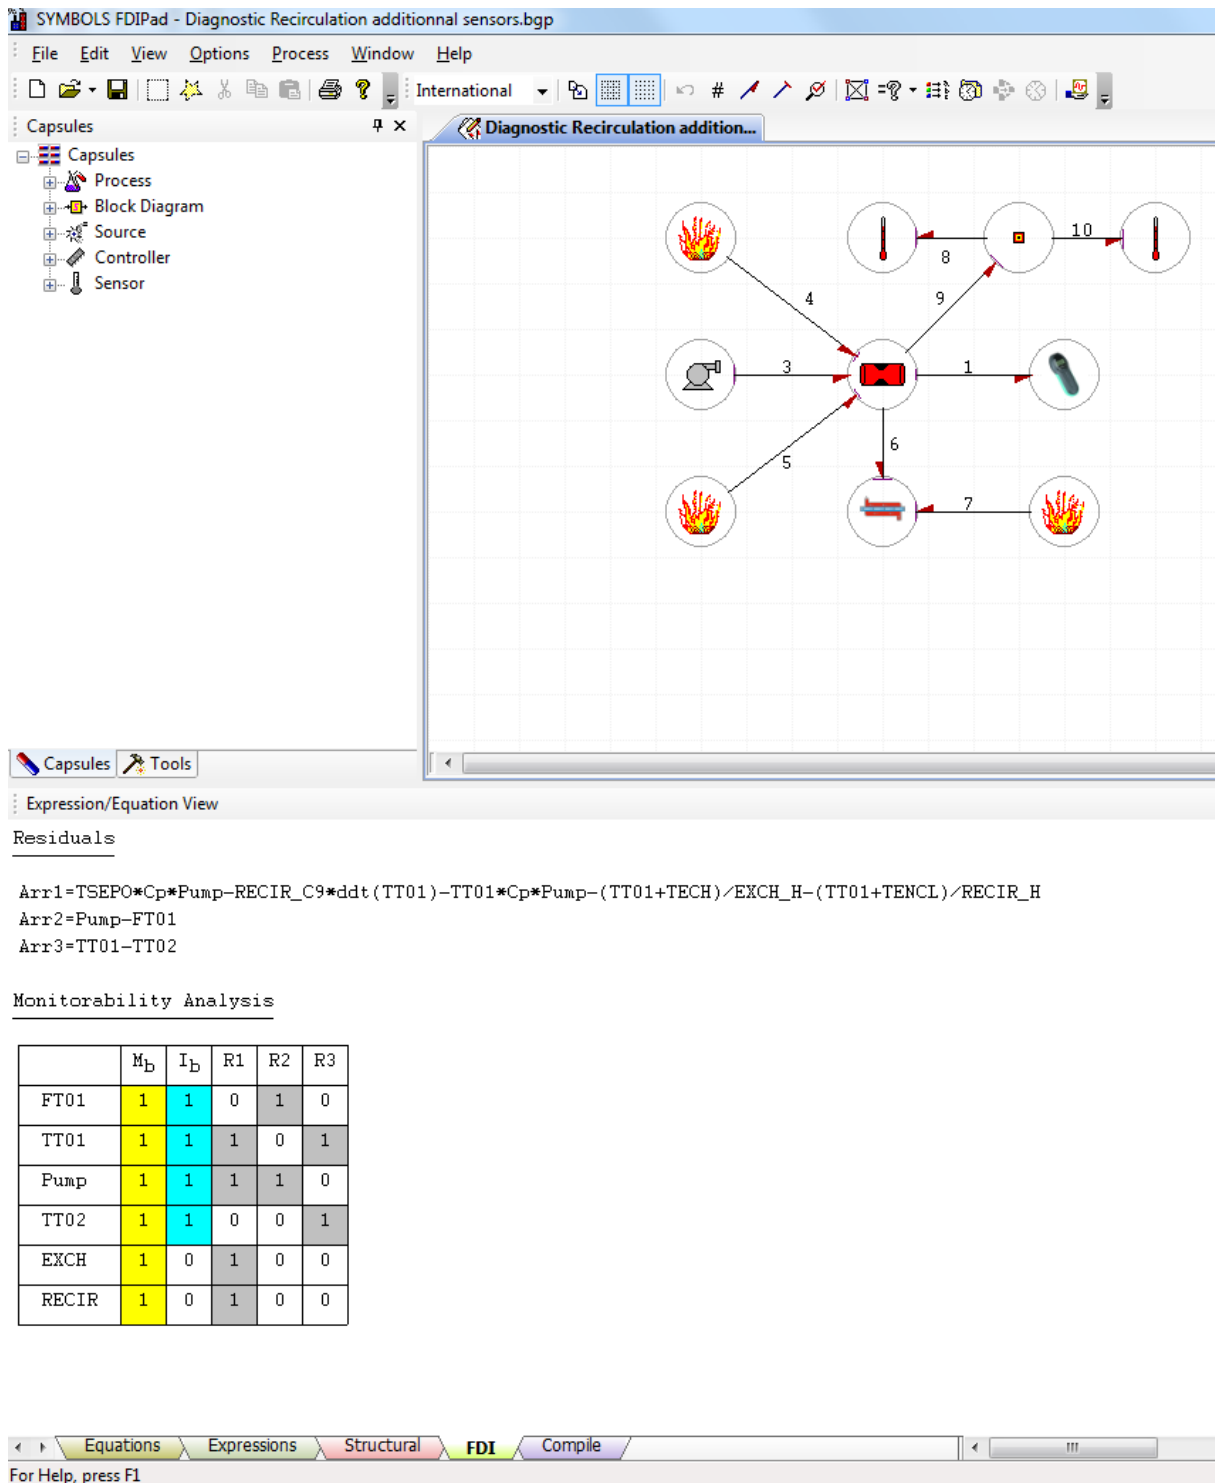 SYMBOLS FDIPad - Diagnostic Recirculation additionnal sensors.bgp
File Edit View Options Process Window Help
International
Capsules
Diagnostic Recirculation addition...
Capsules
Process
Block Diagram
Source
Controller
Sensor
10
8
4
9
3
1
6
5
7
Capsules Tools
Expression/Equation View
Residuals
Arr1=TSEPO*Cp*Pump-RECIR_C9*ddt(TT01)-TT01*Cp*Pump-(TT01+TECH)/EXCH_H-(TT01+TENCL)/RECIR_H
Arr2=Pump-FT01
Arr3=TT01-TT02
Monitorability Analysis
Mb Ib R1 R2 R3
FT01 1 1 0 1 0
TT01 1 1 1 0 1
Pump 1 1 1 1 0
TT02 1 1 0 0 1
EXCH 1 0 1 0 0
RECIR 1 0 1 0 0
Equations Expressions Structural FDI Compile
For Help, press F1